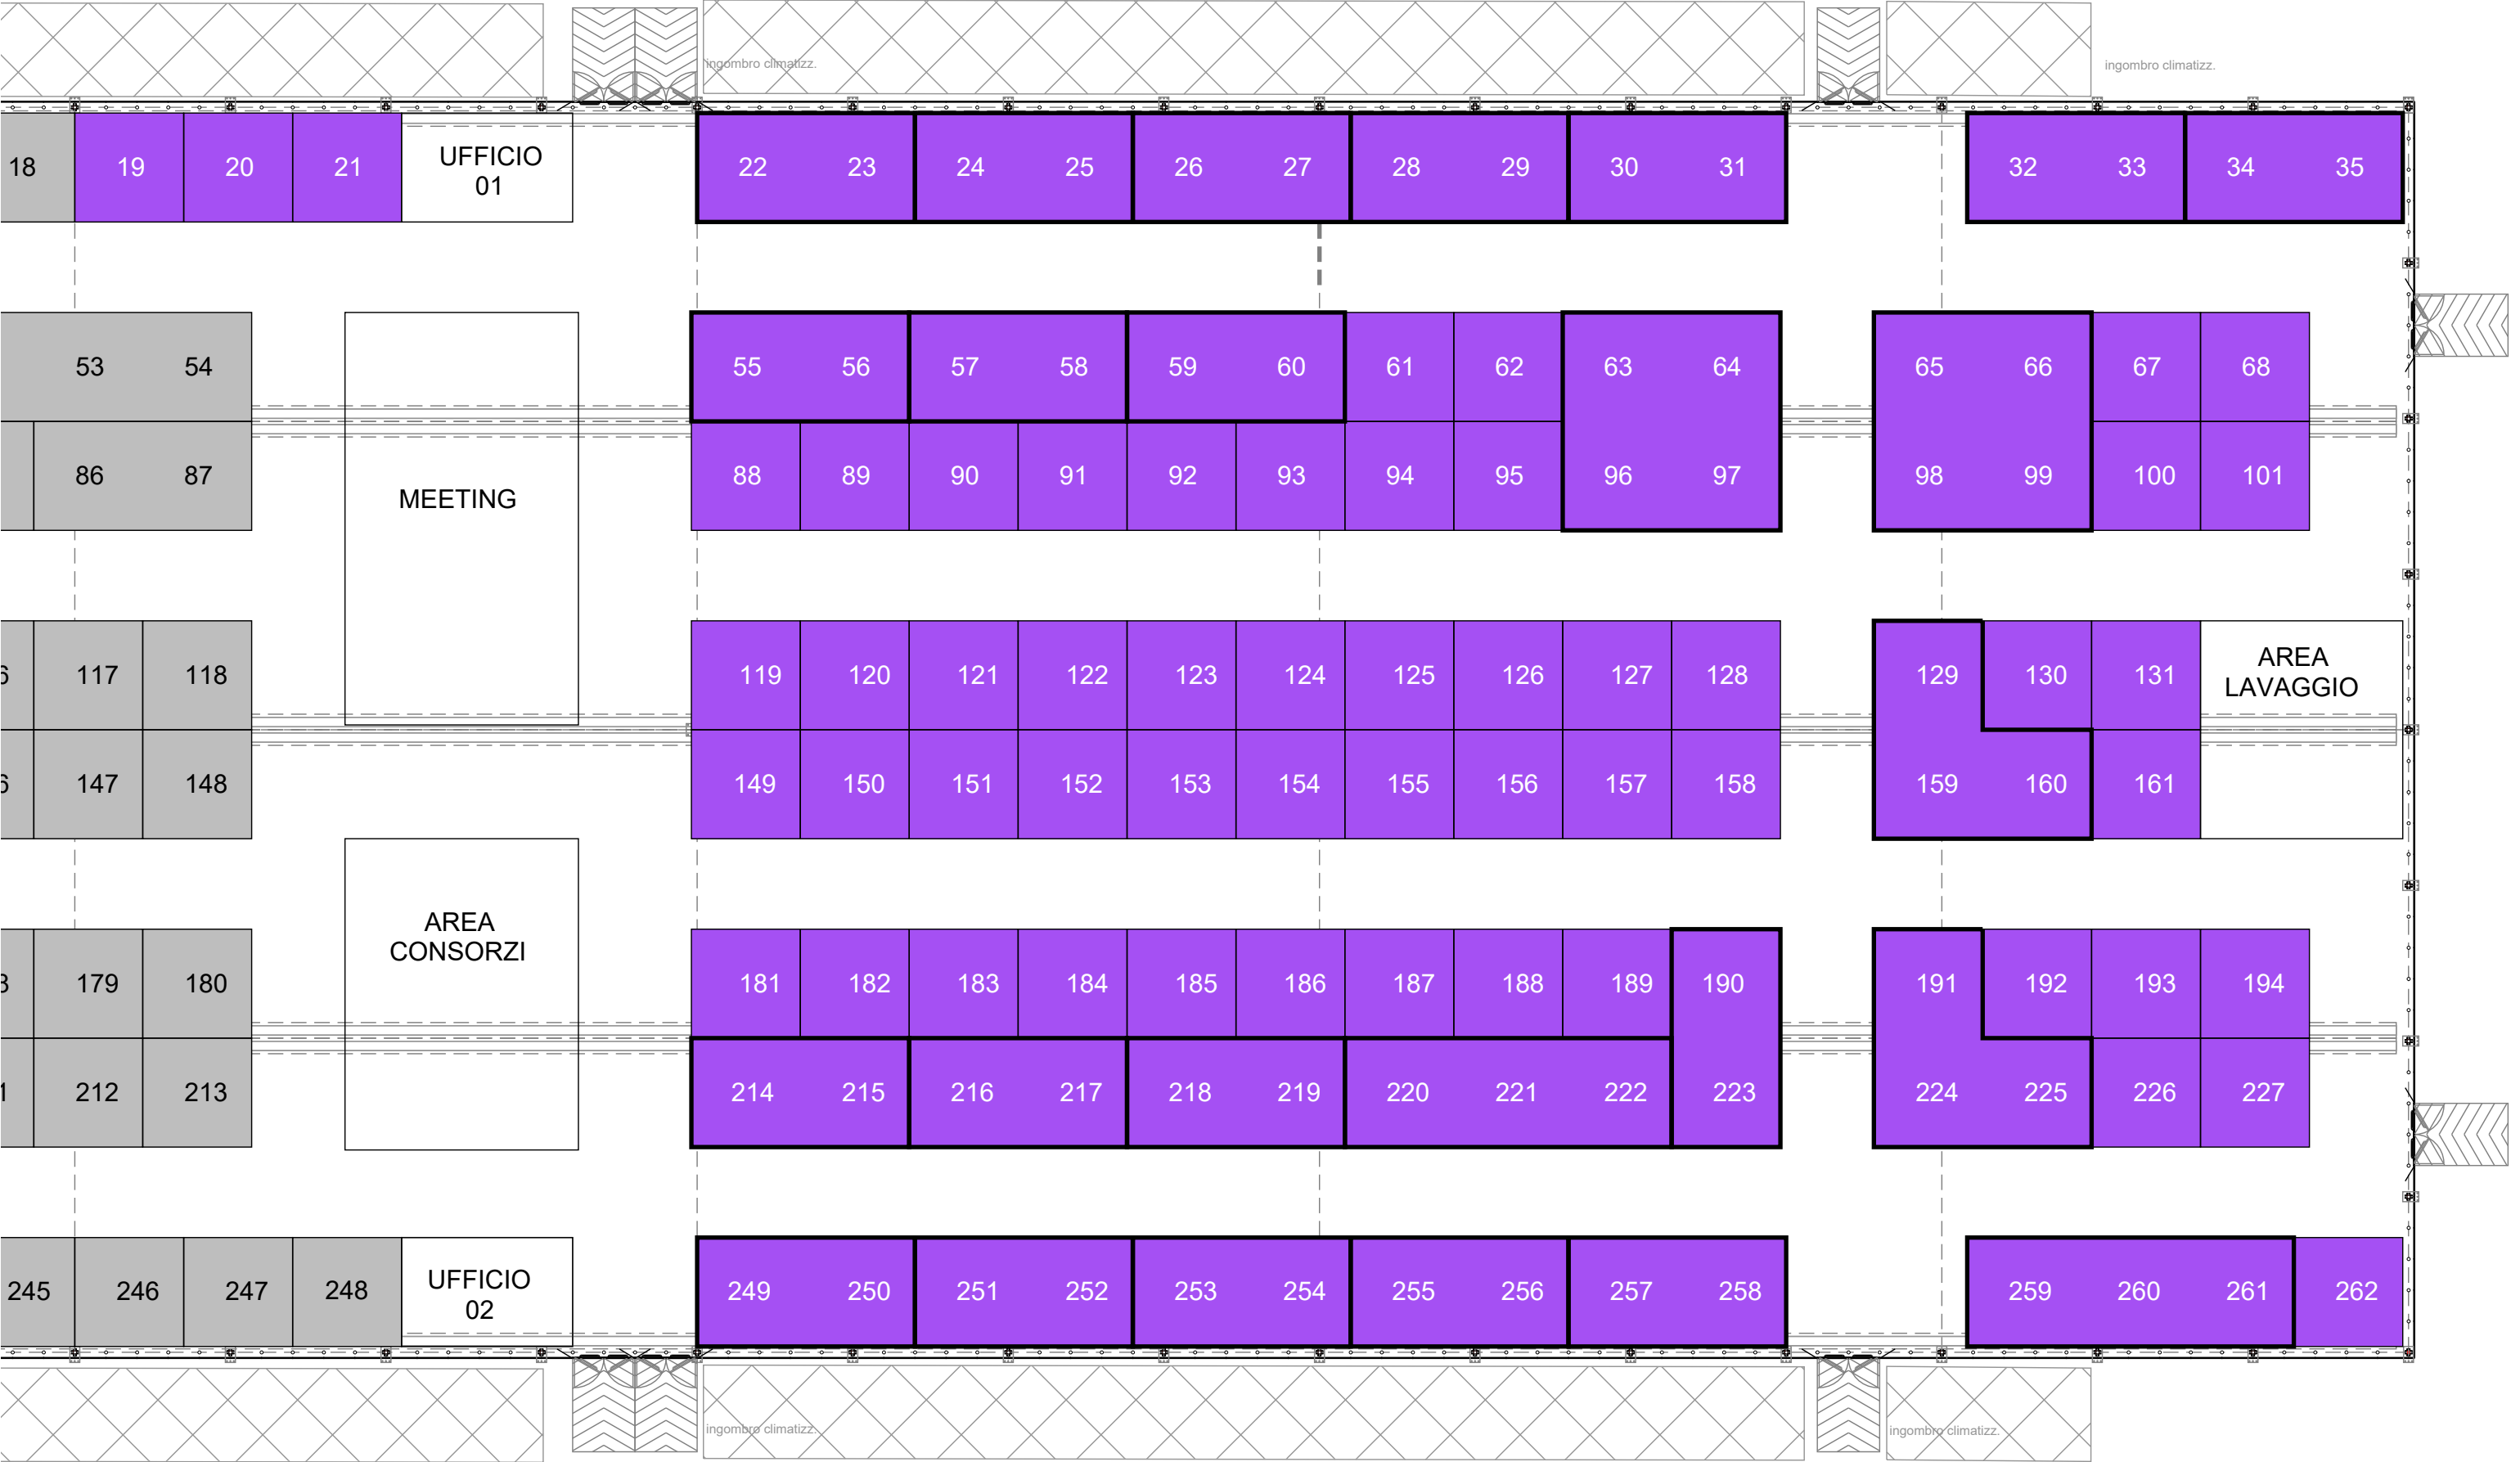 ingombro climatizz.
ingombro climatizz.
18 19 20 21 UFFICIO
01
22 23 24 25 26 27 28 29 30 31 32 33 34 35
53 54 55 56 57 58 59 60 61 62 63 64 65 66 67 68
86 87 MEETING 88 89 90 91 92 93 94 95 96 97 98 99 100 101
117 118 119 120 121 122 123 124 125 126 127 128 129 130 131 AREA
LAVAGGIO
147 148 149 150 151 152 153 154 155 156 157 158 159 160 161
AREA
CONSORZI
179 180 181 182 183 184 185 186 187 188 189 190 191 192 193 194
212 213 214 215 216 217 218 219 220 221 222 223 224 225 226 227
245 246 247 248 UFFICIO
02
249 250 251 252 253 254 255 256 257 258 259 260 261 262
ingombro climatizz.
ingombro climatizz.